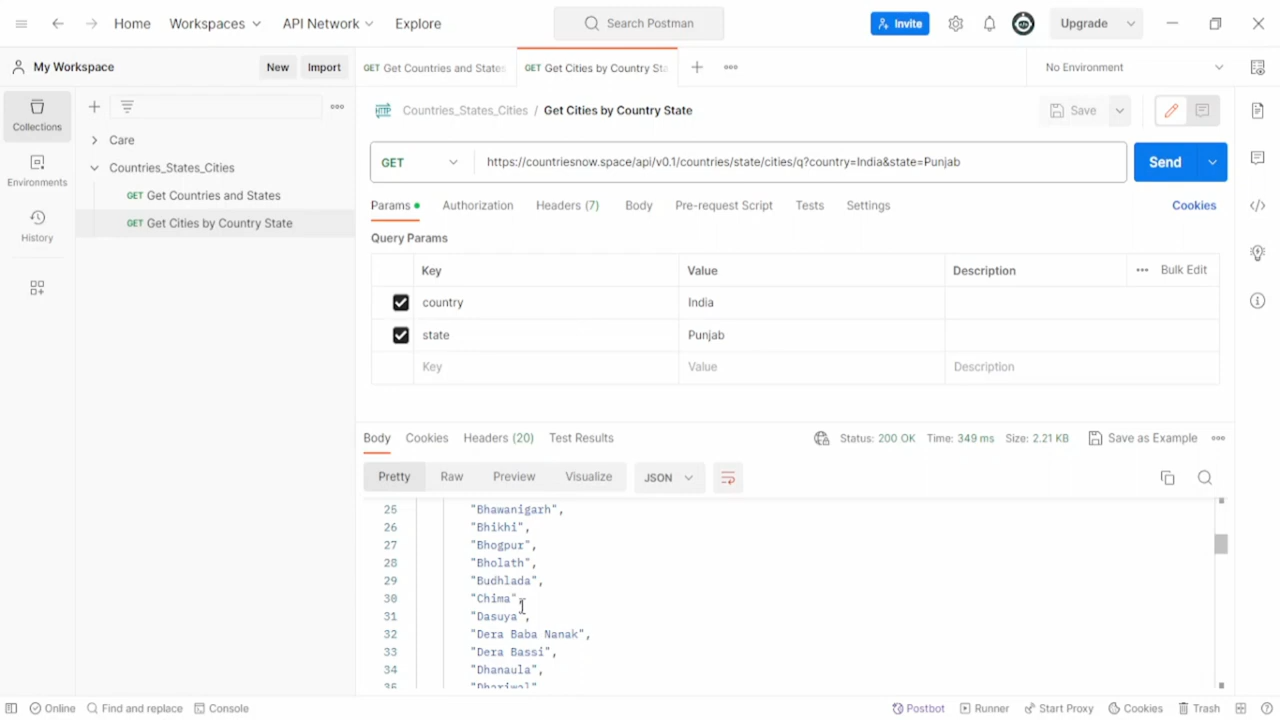 Home Workspaces API Network Explore Search Postman Invite Upgrade
My Workspace New Import GET Get Countries and States GET Get Cities by Country Sta No Environment
Collections
Environments
History
Care
Countries_States_Cities
GET Get Countries and States
GET Get Cities by Country State
HTTP Countries_States_Cities / Get Cities by Country State Save
GET https://countriesnow.space/api/v0.1/countries/state/cities/q?country=India&state=Punjab Send
Params Authorization Headers (7) Body Pre-request Script Tests Settings Cookies
Query Params
Key Value Description Bulk Edit
country India
state Punjab
Key Value Description
Body Cookies Headers (20) Test Results Status: 200 OK Time: 349 ms Size: 2.21 KB Save as Example
Pretty Raw Preview Visualize JSON
25 "Bhawanigarh",
26 "Bhikhi",
27 "Bhogpur",
28 "Bholath",
29 "Budhlada",
30 "Chima",
31 "Dasuya",
32 "Dera Baba Nanak",
33 "Dera Bassi",
34 "Dhanaula",
35 "Dhariwal"
Online Find and replace Console Postbot Runner Start Proxy Cookies Trash